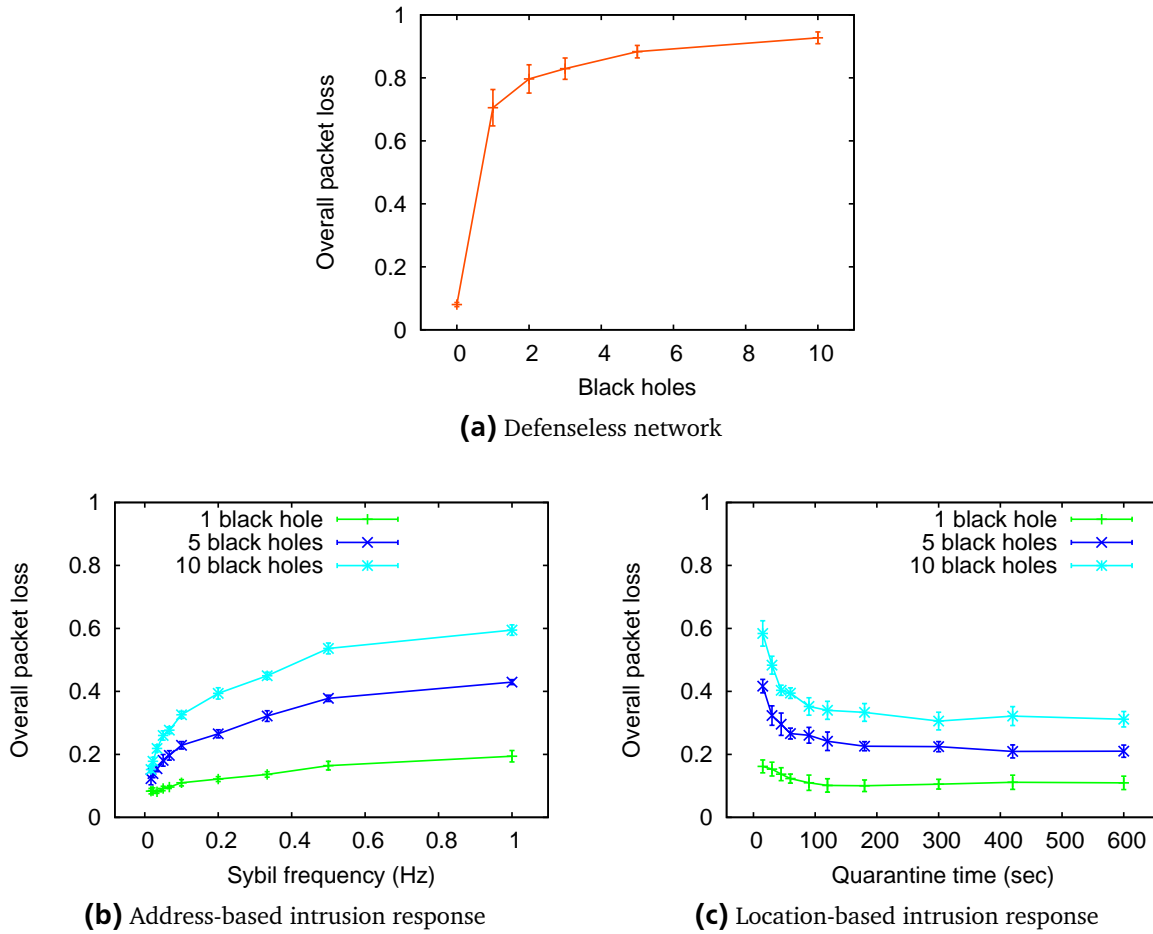 1
0.8
0.6
0.4
0.2
0
Overall packet loss
0 2 4 6 8 10
Black holes
(a) Defenseless network
1
0.8
0.6
0.4
0.2
0
Overall packet loss
1 black hole
5 black holes
10 black holes
0 0.2 0.4 0.6 0.8 1
Sybil frequency (Hz)
(b) Address-based intrusion response
1
0.8
0.6
0.4
0.2
0
Overall packet loss
1 black hole
5 black holes
10 black holes
0 100 200 300 400 500 600
Quarantine time (sec)
(c) Location-based intrusion response